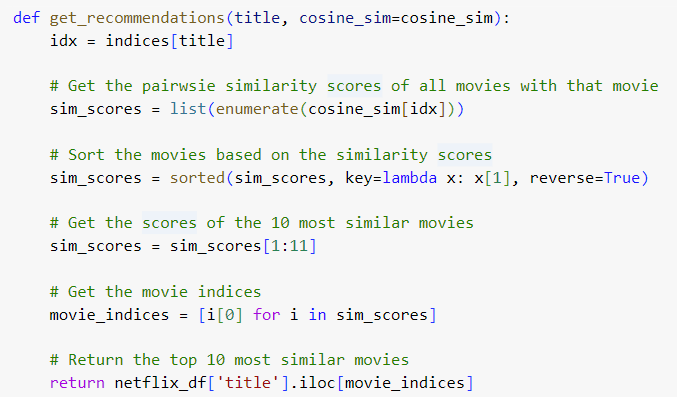 def get_recommendations(title, cosine_sim=cosine_sim):
    idx = indices[title]
    # Get the pairwsie similarity scores of all movies with that movie
    sim_scores = list(enumerate(cosine_sim[idx]))
    # Sort the movies based on the similarity scores
    sim_scores = sorted(sim_scores, key=lambda x: x[1], reverse=True)
    # Get the scores of the 10 most similar movies
    sim_scores = sim_scores[1:11]
    # Get the movie indices
    movie_indices = [i[0] for i in sim_scores]
    # Return the top 10 most similar movies
    return netflix_df['title'].iloc[movie_indices]